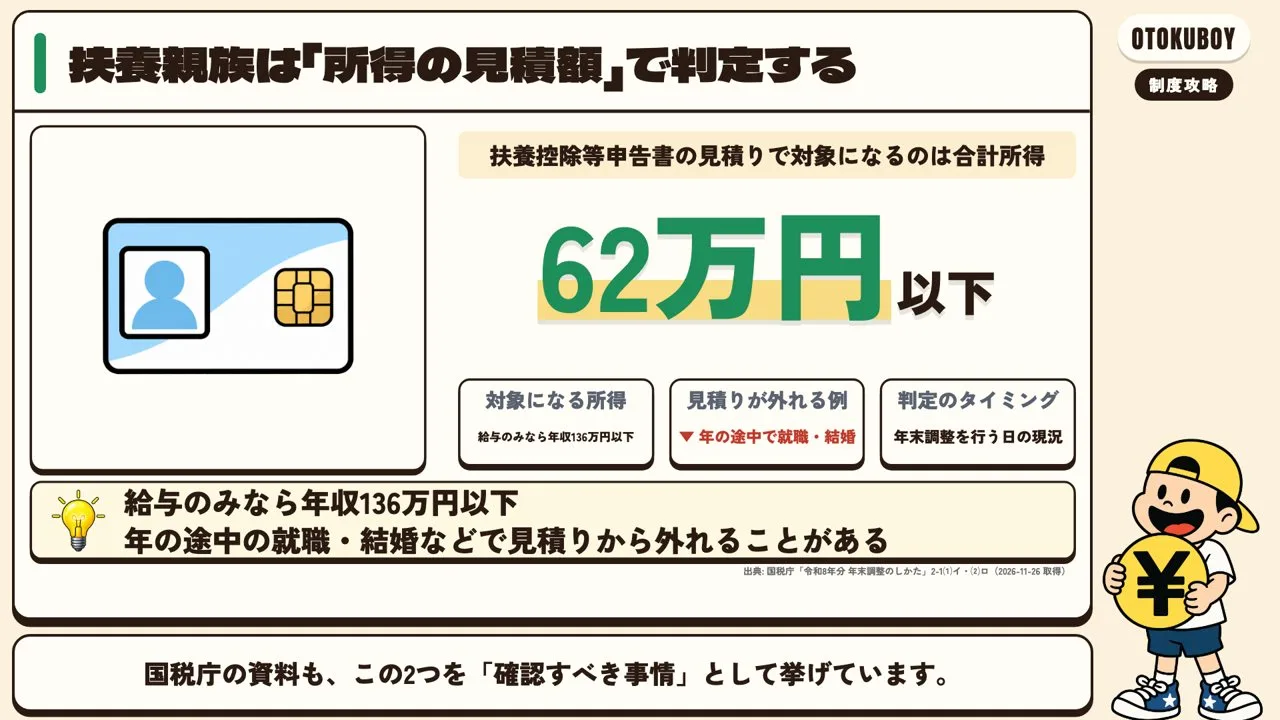 扶養親族は「所得の見積額」で判定する
OTOKUBOY
制度攻略
扶養控除等申告書の見積りで対象になるのは合計所得
62万円以下
対象になる所得
給与のみなら年収136万円以下
見積りが外れる例
▼ 年の途中で就職・結婚
判定のタイミング
年末調整を行う日の現況
給与のみなら年収136万円以下
年の途中の就職・結婚などで見積りから外れることがある
出典: 国税庁「令和8年分 年末調整のしかた」2-1⑴イ・⑵ロ（2026-11-26 取得）
¥
国税庁の資料も、この2つを「確認すべき事情」として挙げています。